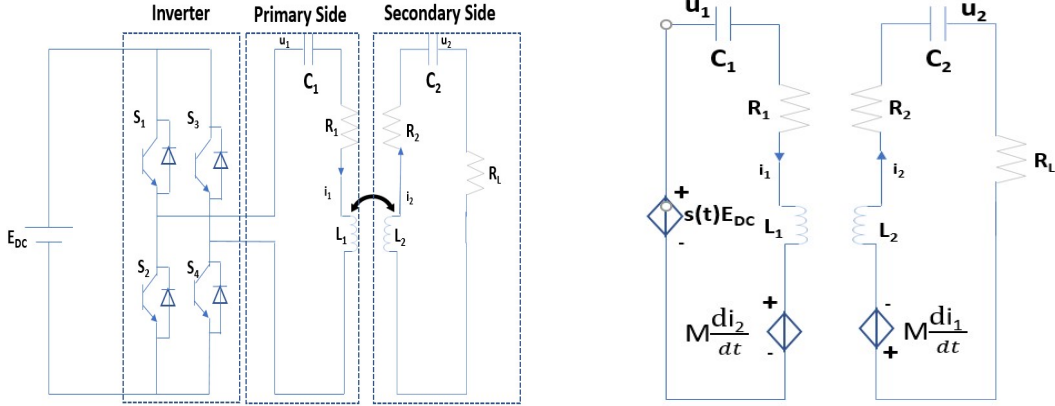 Inverter
Primary Side
Secondary Side
u1
C1
u2
C2
S1
S3
R1
R2
RL
i1
i2
EDC
L1
L2
S2
S4
u1
C1
u2
C2
R1
R2
RL
i1
i2
+
s(t)EDC
-
L1
L2
+
M di2/dt
-
-
M di1/dt
+